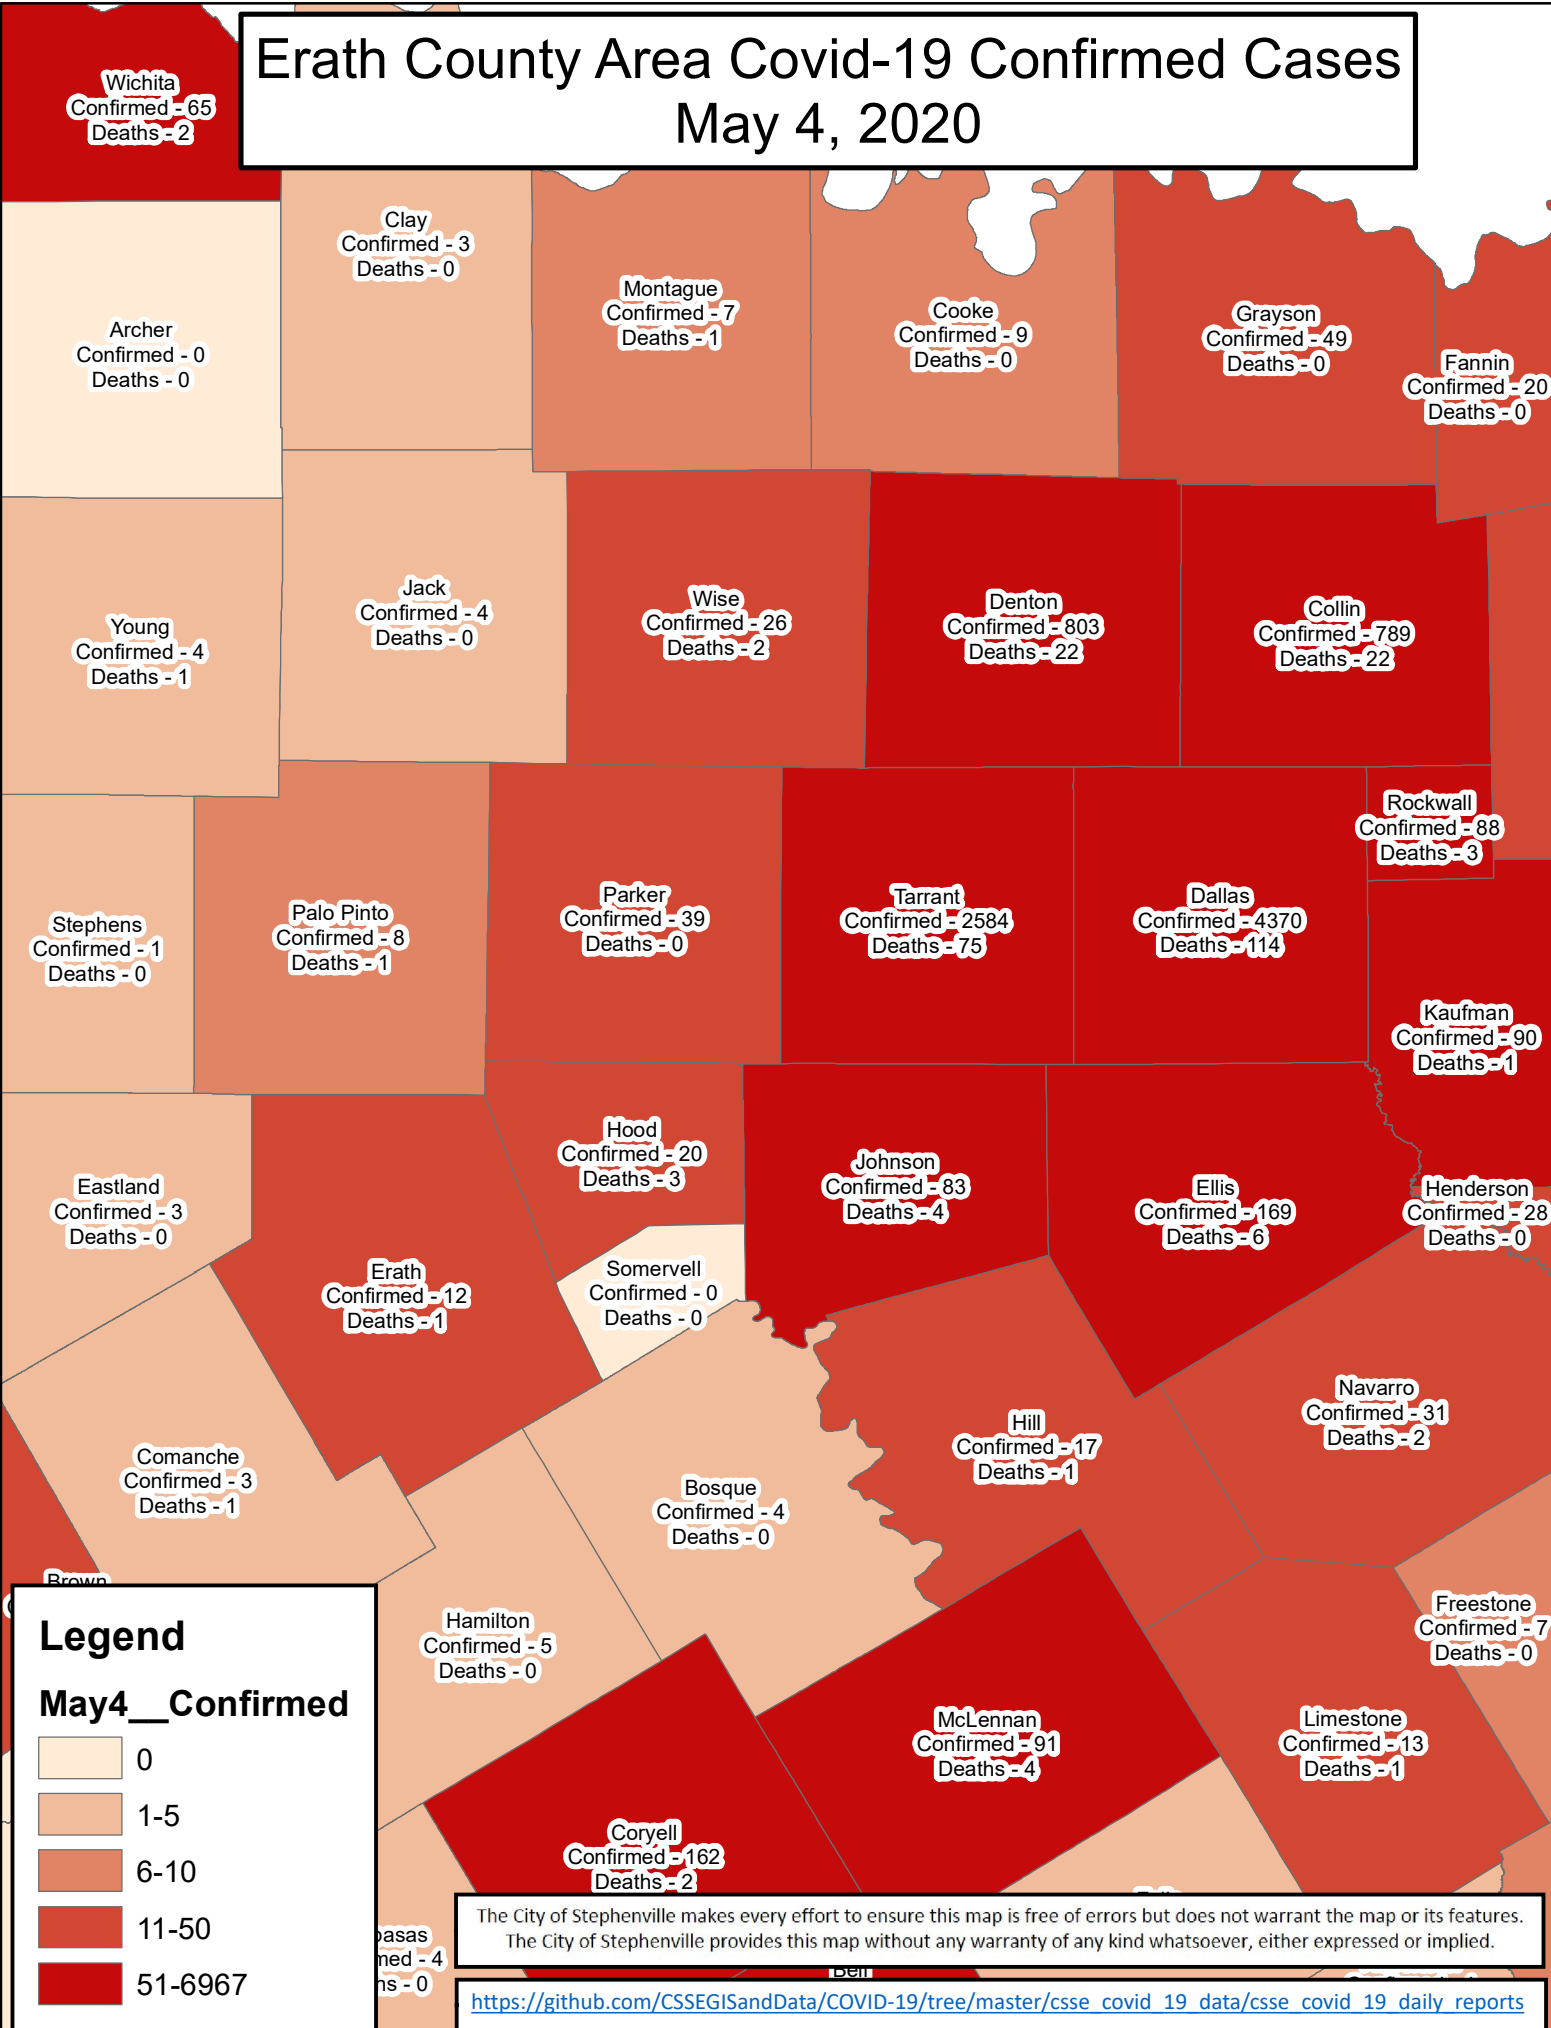 Erath County Area Covid-19 Confirmed Cases
May 4, 2020
Wichita
Confirmed - 65
Deaths - 2
Clay
Confirmed - 3
Deaths - 0
Montague
Confirmed - 7
Deaths - 1
Cooke
Confirmed - 9
Deaths - 0
Grayson
Confirmed - 49
Deaths - 0
Fannin
Confirmed - 20
Deaths - 0
Archer
Confirmed - 0
Deaths - 0
Young
Confirmed - 4
Deaths - 1
Jack
Confirmed - 4
Deaths - 0
Wise
Confirmed - 26
Deaths - 2
Denton
Confirmed - 803
Deaths - 22
Collin
Confirmed - 789
Deaths - 22
Rockwall
Confirmed - 88
Deaths - 3
Stephens
Confirmed - 1
Deaths - 0
Palo Pinto
Confirmed - 8
Deaths - 1
Parker
Confirmed - 39
Deaths - 0
Tarrant
Confirmed - 2584
Deaths - 75
Dallas
Confirmed - 4370
Deaths - 114
Kaufman
Confirmed - 90
Deaths - 1
Eastland
Confirmed - 3
Deaths - 0
Hood
Confirmed - 20
Deaths - 3
Johnson
Confirmed - 83
Deaths - 4
Ellis
Confirmed - 169
Deaths - 6
Henderson
Confirmed - 28
Deaths - 0
Erath
Confirmed - 12
Deaths - 1
Somervell
Confirmed - 0
Deaths - 0
Navarro
Confirmed - 31
Deaths - 2
Comanche
Confirmed - 3
Deaths - 1
Bosque
Confirmed - 4
Deaths - 0
Hill
Confirmed - 17
Deaths - 1
Brown
Hamilton
Confirmed - 5
Deaths - 0
Freestone
Confirmed - 7
Deaths - 0
McLennan
Confirmed - 91
Deaths - 4
Limestone
Confirmed - 13
Deaths - 1
Coryell
Confirmed - 162
Deaths - 2
pasas
med - 4
hs - 0
Bell
Legend
May4__Confirmed
0
1-5
6-10
11-50
51-6967
The City of Stephenville makes every effort to ensure this map is free of errors but does not warrant the map or its features.
The City of Stephenville provides this map without any warranty of any kind whatsoever, either expressed or implied.
https://github.com/CSSEGISandData/COVID-19/tree/master/csse_covid_19_data/csse_covid_19_daily_reports